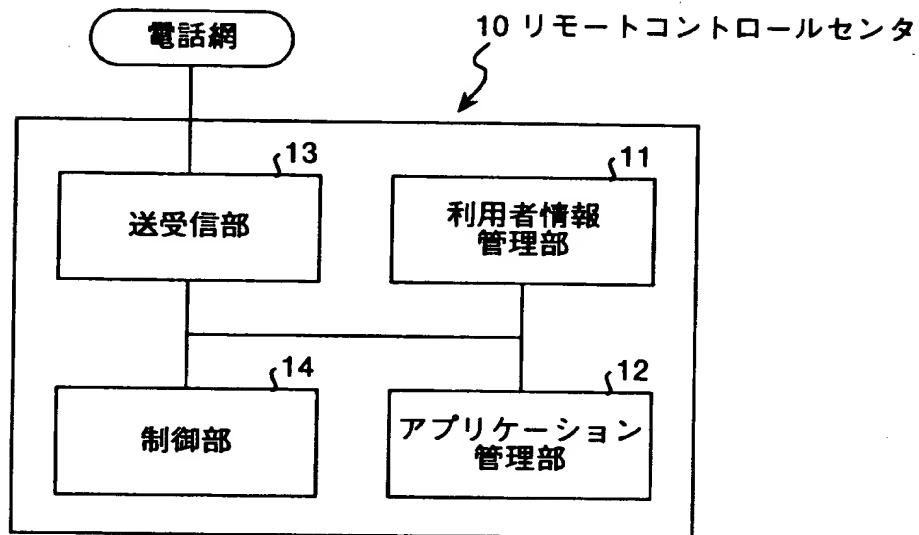 電話網
10 リモートコントロールセンタ
13
送受信部
11
利用者情報
管理部
14
制御部
12
アプリケーション
管理部